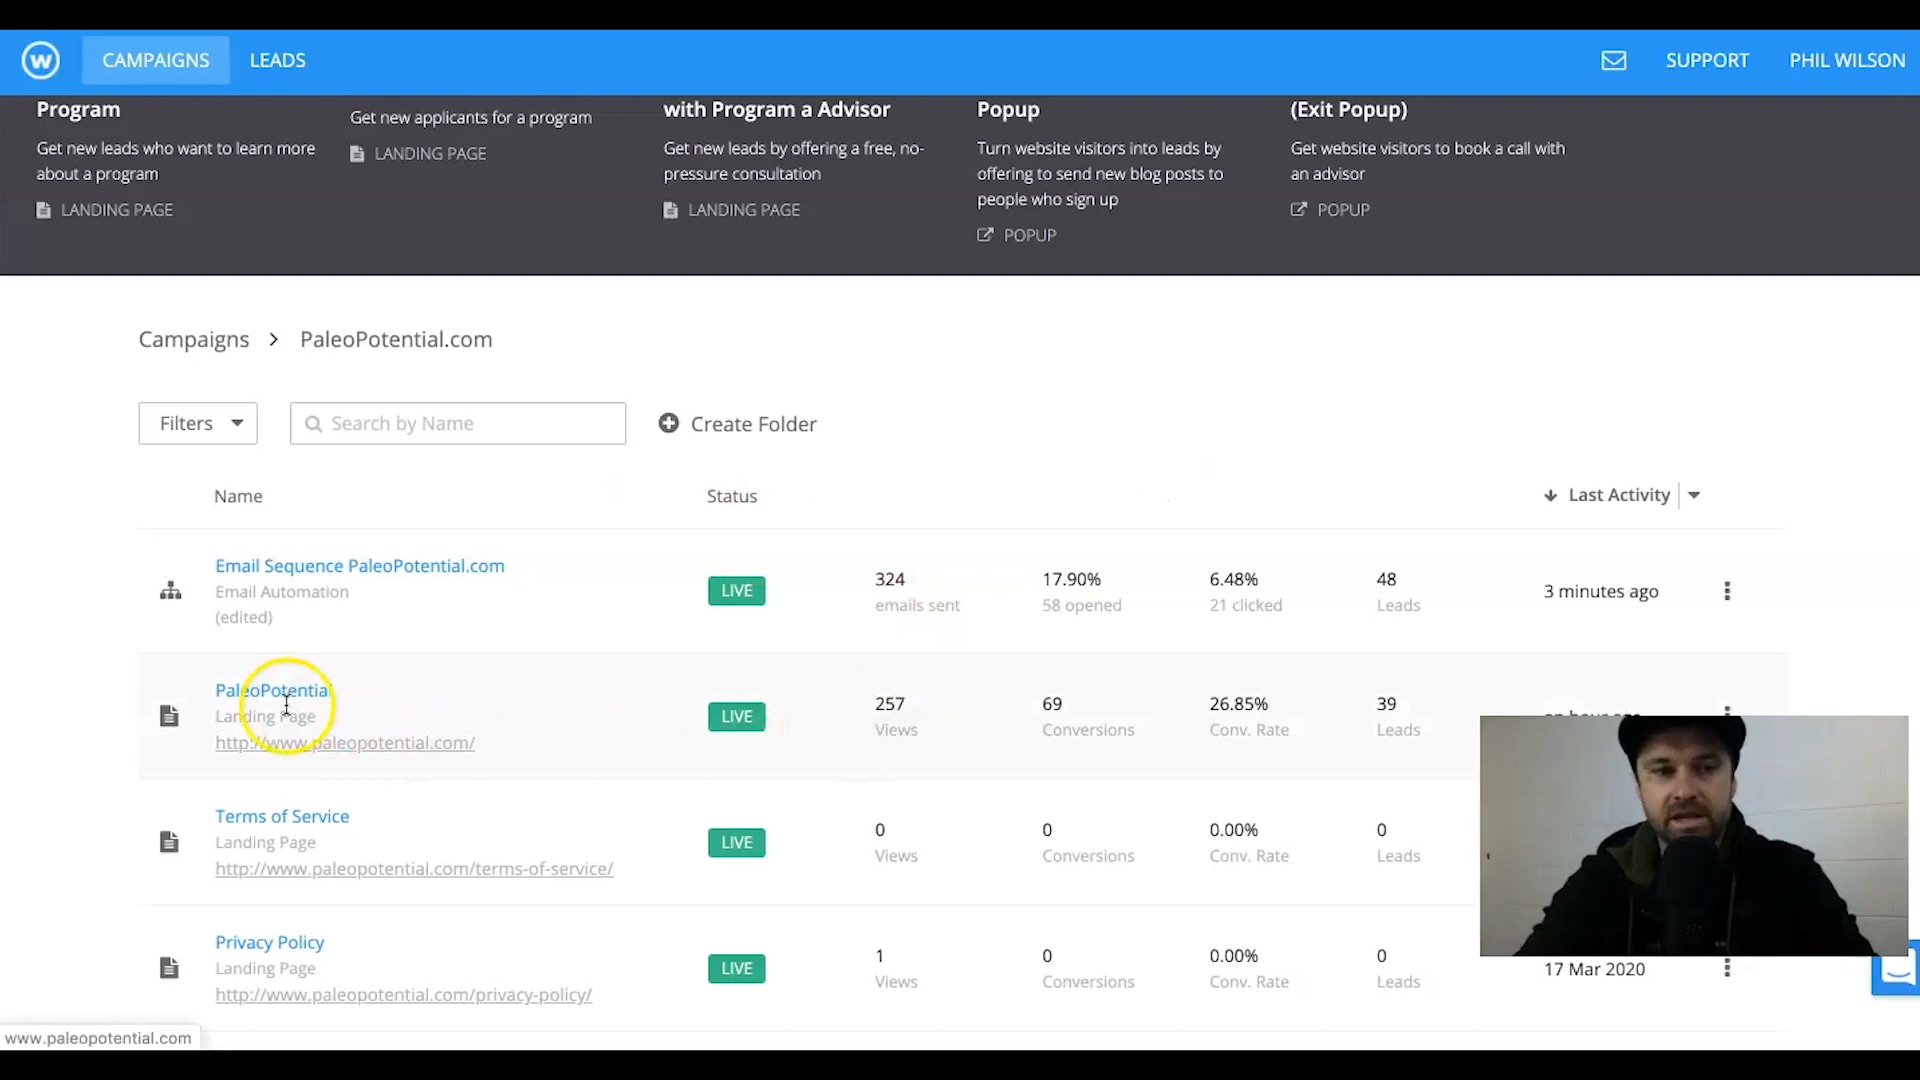 W CAMPAIGNS LEADS SUPPORT PHIL WILSON
Program
Get new leads who want to learn more
about a program
LANDING PAGE
Get new applicants for a program
LANDING PAGE
with Program a Advisor
Get new leads by offering a free, no-
pressure consultation
LANDING PAGE
Popup
Turn website visitors into leads by
offering to send new blog posts to
people who sign up
POPUP
(Exit Popup)
Get website visitors to book a call with
an advisor
POPUP
Campaigns > PaleoPotential.com
Filters Search by Name Create Folder
Name Status Last Activity
Email Sequence PaleoPotential.com
Email Automation
(edited)
LIVE
324
emails sent
17.90%
58 opened
6.48%
21 clicked
48
Leads
3 minutes ago
PaleoPotential
Landing Page
http://www.paleopotential.com/
LIVE
257
Views
69
Conversions
26.85%
Conv. Rate
39
Leads
an hour ago
Terms of Service
Landing Page
http://www.paleopotential.com/terms-of-service/
LIVE
0
Views
0
Conversions
0.00%
Conv. Rate
0
Leads
Privacy Policy
Landing Page
http://www.paleopotential.com/privacy-policy/
LIVE
1
Views
0
Conversions
0.00%
Conv. Rate
0
Leads
17 Mar 2020
www.paleopotential.com